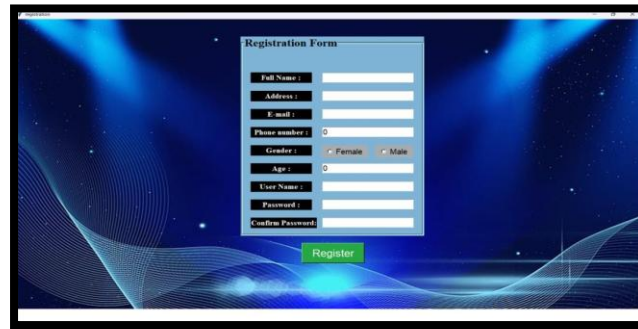 registration
Registration Form
Full Name :
Address :
E-mail :
Phone number : 0
Gender : Female Male
Age : 0
User Name :
Password :
Confirm Password:
Register